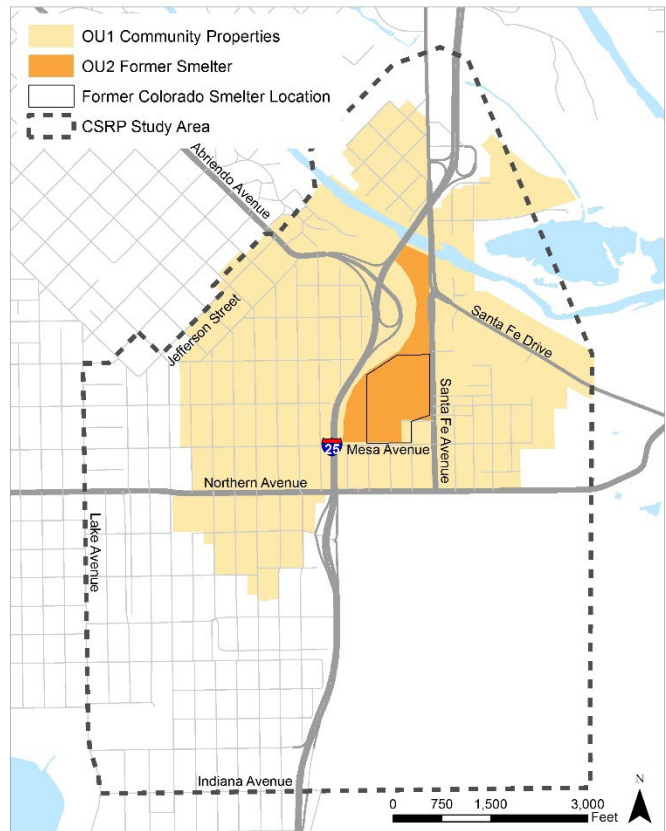 OU1 Community Properties
OU2 Former Smelter
Former Colorado Smelter Location
CSRP Study Area
Abriendo Avenue
Jefferson Street
Santa Fe Drive
Santa Fe Avenue
25
Mesa Avenue
Northern Avenue
Lake Avenue
Indiana Avenue
N
0 750 1,500 3,000
Feet